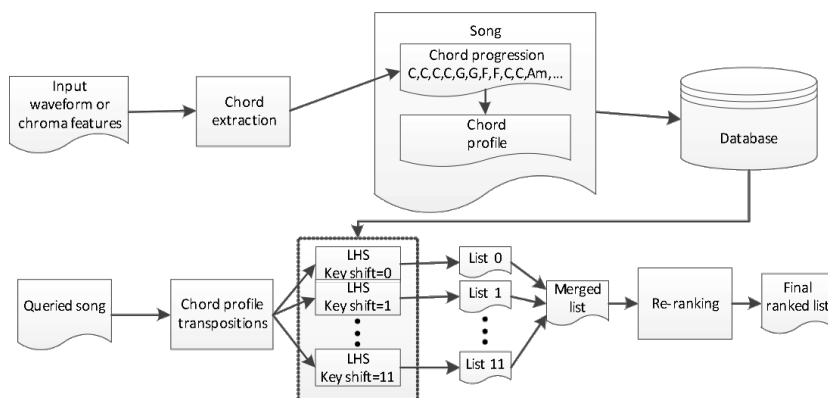 Song
Chord progression
C,C,C,C,G,G,F,F,C,C,Am,...
Input
waveform or
chroma features
Chord
extraction
Chord
profile
Database
LHS
Key shift=0
List 0
LHS
Key shift=1
List 1
Queried song
Chord profile
transpositions
Merged
list
Re-ranking
Final
ranked list
LHS
Key shift=11
List 11